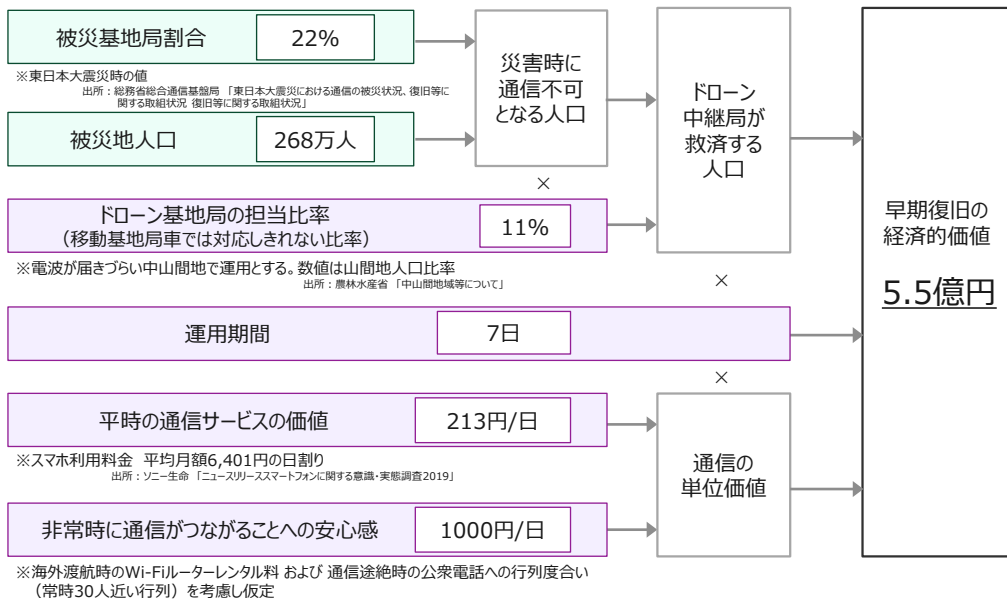 被災基地局割合
22%
※東日本大震災時の値
出所：総務省総合通信基盤局 「東日本大震災における通信の被災状況、復旧等に
関する取組状況 復旧等に関する取組状況」
被災地人口
268万人
災害時に
通信不可
となる人口
ドローン
中継局が
救済する
人口
×
ドローン基地局の担当比率
（移動基地局車では対応しきれない比率）
11%
※電波が届きづらい中山間地で運用とする。数値は山間地人口比率
出所：農林水産省 「中山間地域等について」
×
運用期間
7日
×
平時の通信サービスの価値
213円/日
※スマホ利用料金 平均月額6,401円の日割り
出所：ソニー生命 「ニュースリリーススマートフォンに関する意識・実態調査2019」
非常時に通信がつながることへの安心感
1000円/日
※海外渡航時のWi-Fiルーターレンタル料 および 通信途絶時の公衆電話への行列度合い
（常時30人近い行列）を考慮し仮定
通信の
単位価値
早期復旧の
経済的価値
5.5億円